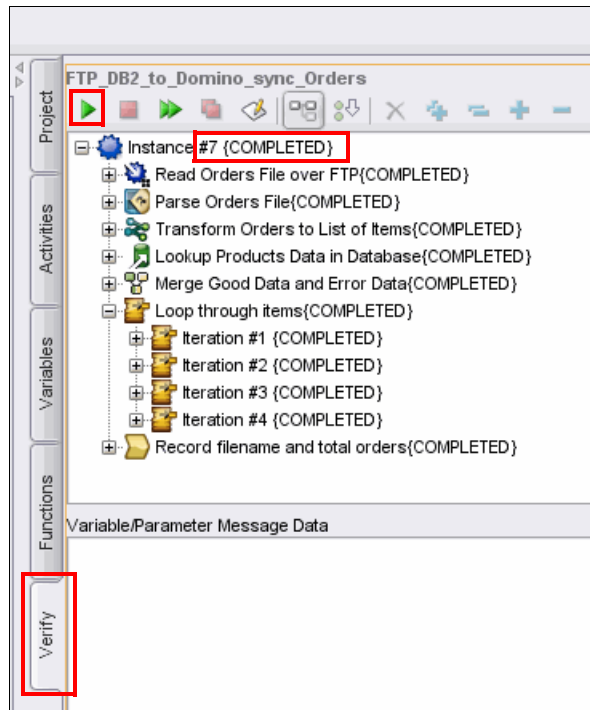 FTP_DB2_to_Domino_sync_Orders
Instance #7 {COMPLETED}
Read Orders File over FTP{COMPLETED}
Parse Orders File{COMPLETED}
Transform Orders to List of Items{COMPLETED}
Lookup Products Data in Database{COMPLETED}
Merge Good Data and Error Data{COMPLETED}
Loop through items{COMPLETED}
Iteration #1 {COMPLETED}
Iteration #2 {COMPLETED}
Iteration #3 {COMPLETED}
Iteration #4 {COMPLETED}
Record filename and total orders{COMPLETED}
Variable/Parameter Message Data
Project
Activities
Variables
Functions
Verify